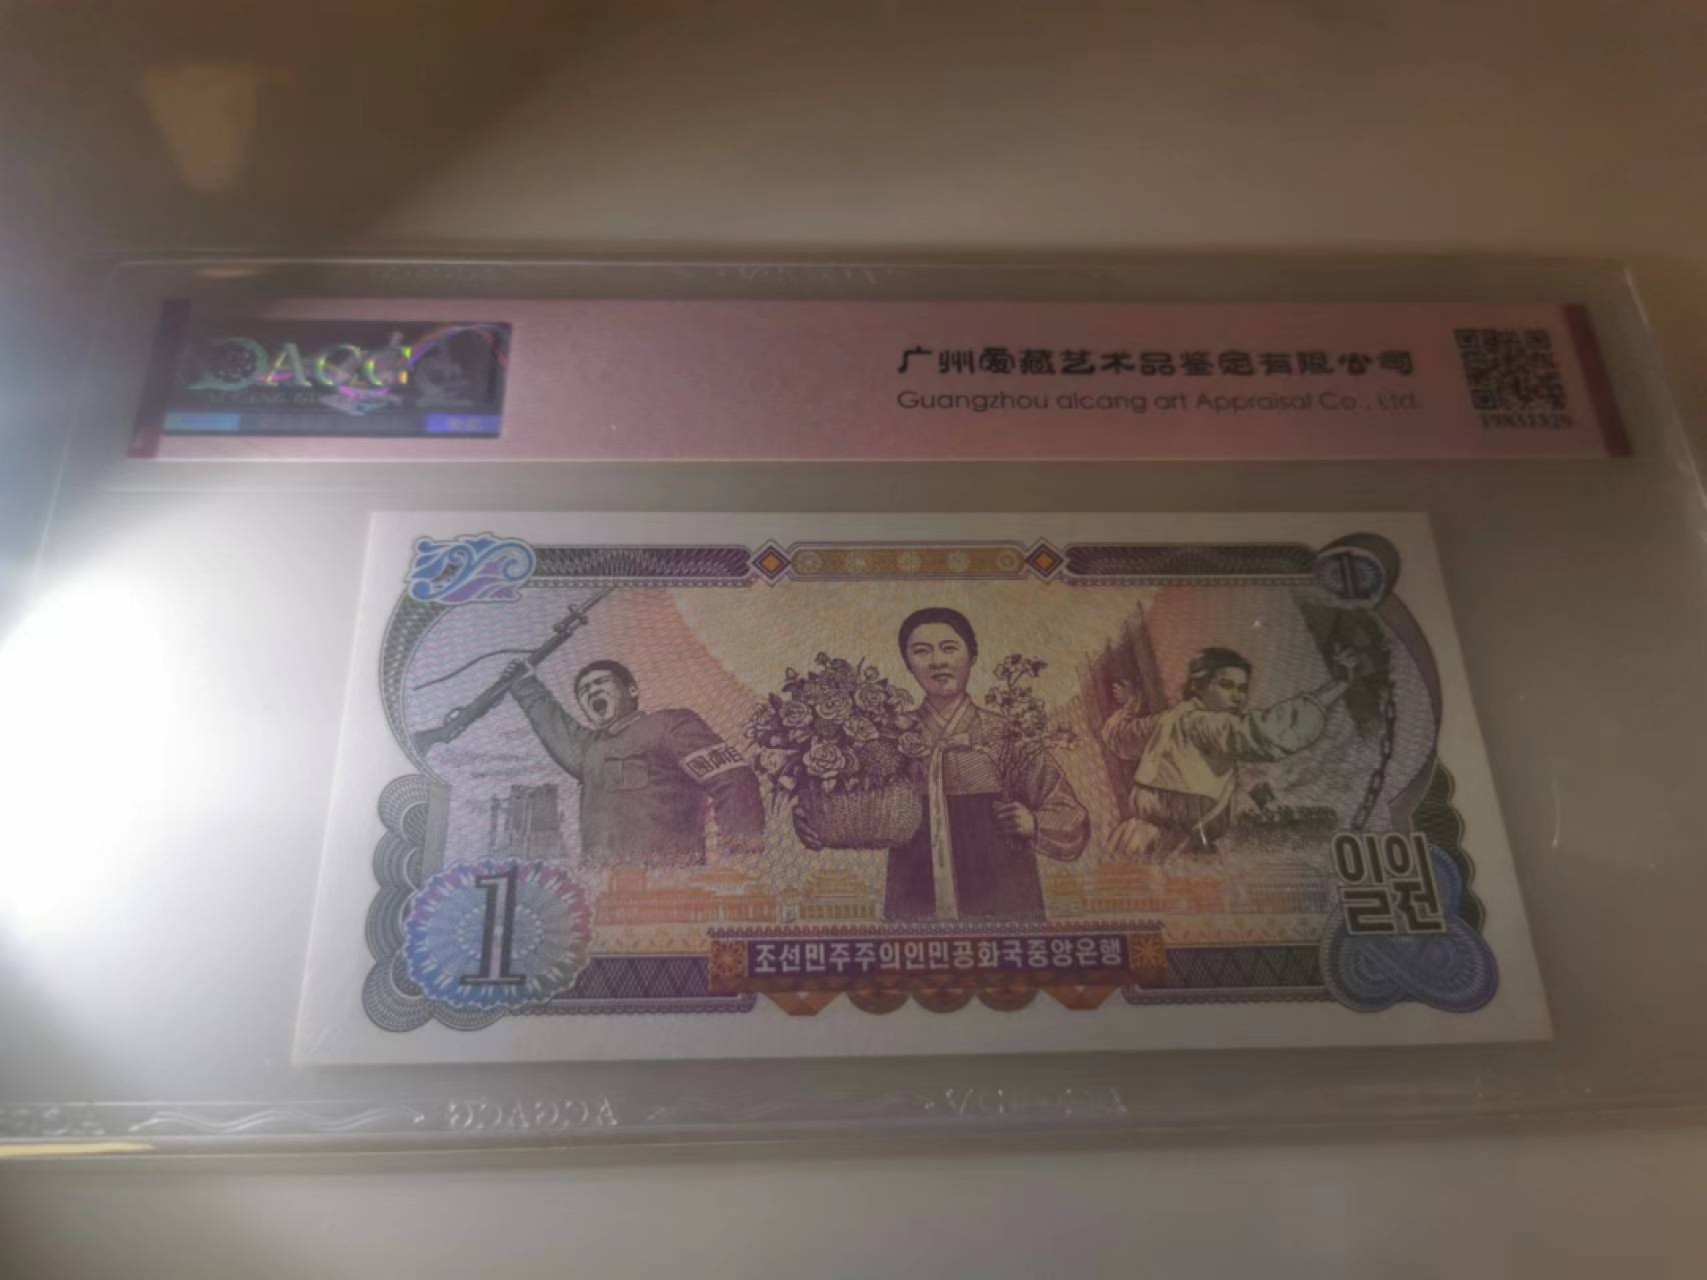 ACG
广州爱藏艺术品鉴定有限公司
Guangzhou aicang art Appraisal Co., Ltd.
1
1
일원
조선민주주의인민공화국중앙은행
ACGACG